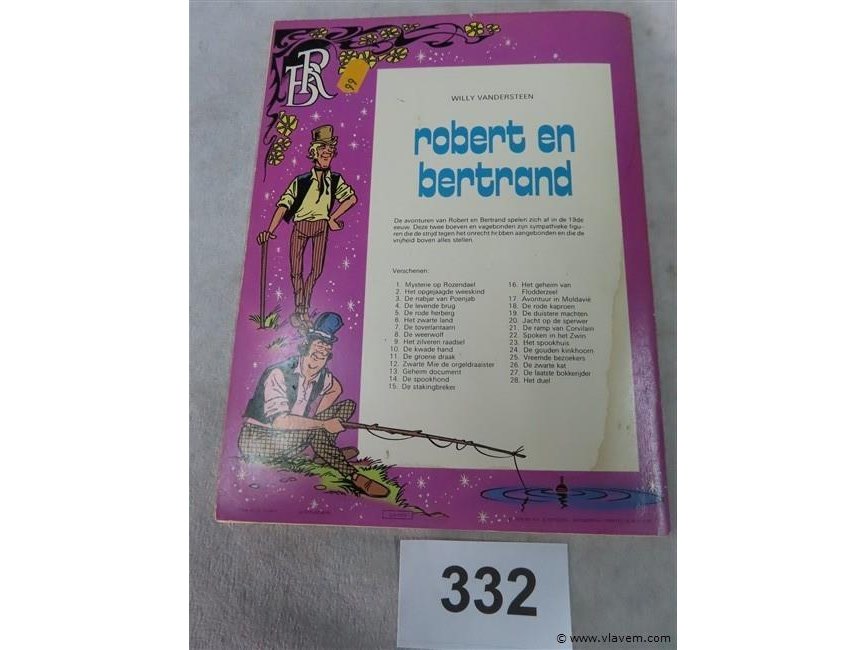 BR
99
WILLY VANDERSTEEN
robert en
bertrand
De avonturen van Robert en Bertrand spelen zich af in de 19de
eeuw. Deze twee boeven en vagebonden zijn sympathieke figu-
ren die de strijd tegen het onrecht hebben aangebonden en die de
vrijheid boven alles stellen.
Verschenen:
1. Mysterie op Rozendael
2. Het opgejaagde weeskind
3. De nabjar van Poenjab
4. De levende brug
5. De rode herberg
6. Het zwarte land
7. De toverlantaarn
8. De weerwolf
9. Het zilveren raadsel
10. De kwade hand
11. De groene draak
12. Zwarte Mie de orgeldraaister
13. Geheim document
14. De spookhond
15. De stakingbreker
16. Het geheim van
Flodderzeel
17. Avontuur in Moldavië
18. De rode kaproen
19. De duistere machten
20. Jacht op de sperwer
21. De ramp van Corvilain
22. Spoken in het Zwin
23. Het spookhuis
24. De gouden kinkhoorn
25. Vreemde bezoekers
26. De zwarte kat
27. De laatste bokkerijder
28. Het duel
332
© www.vlavem.com